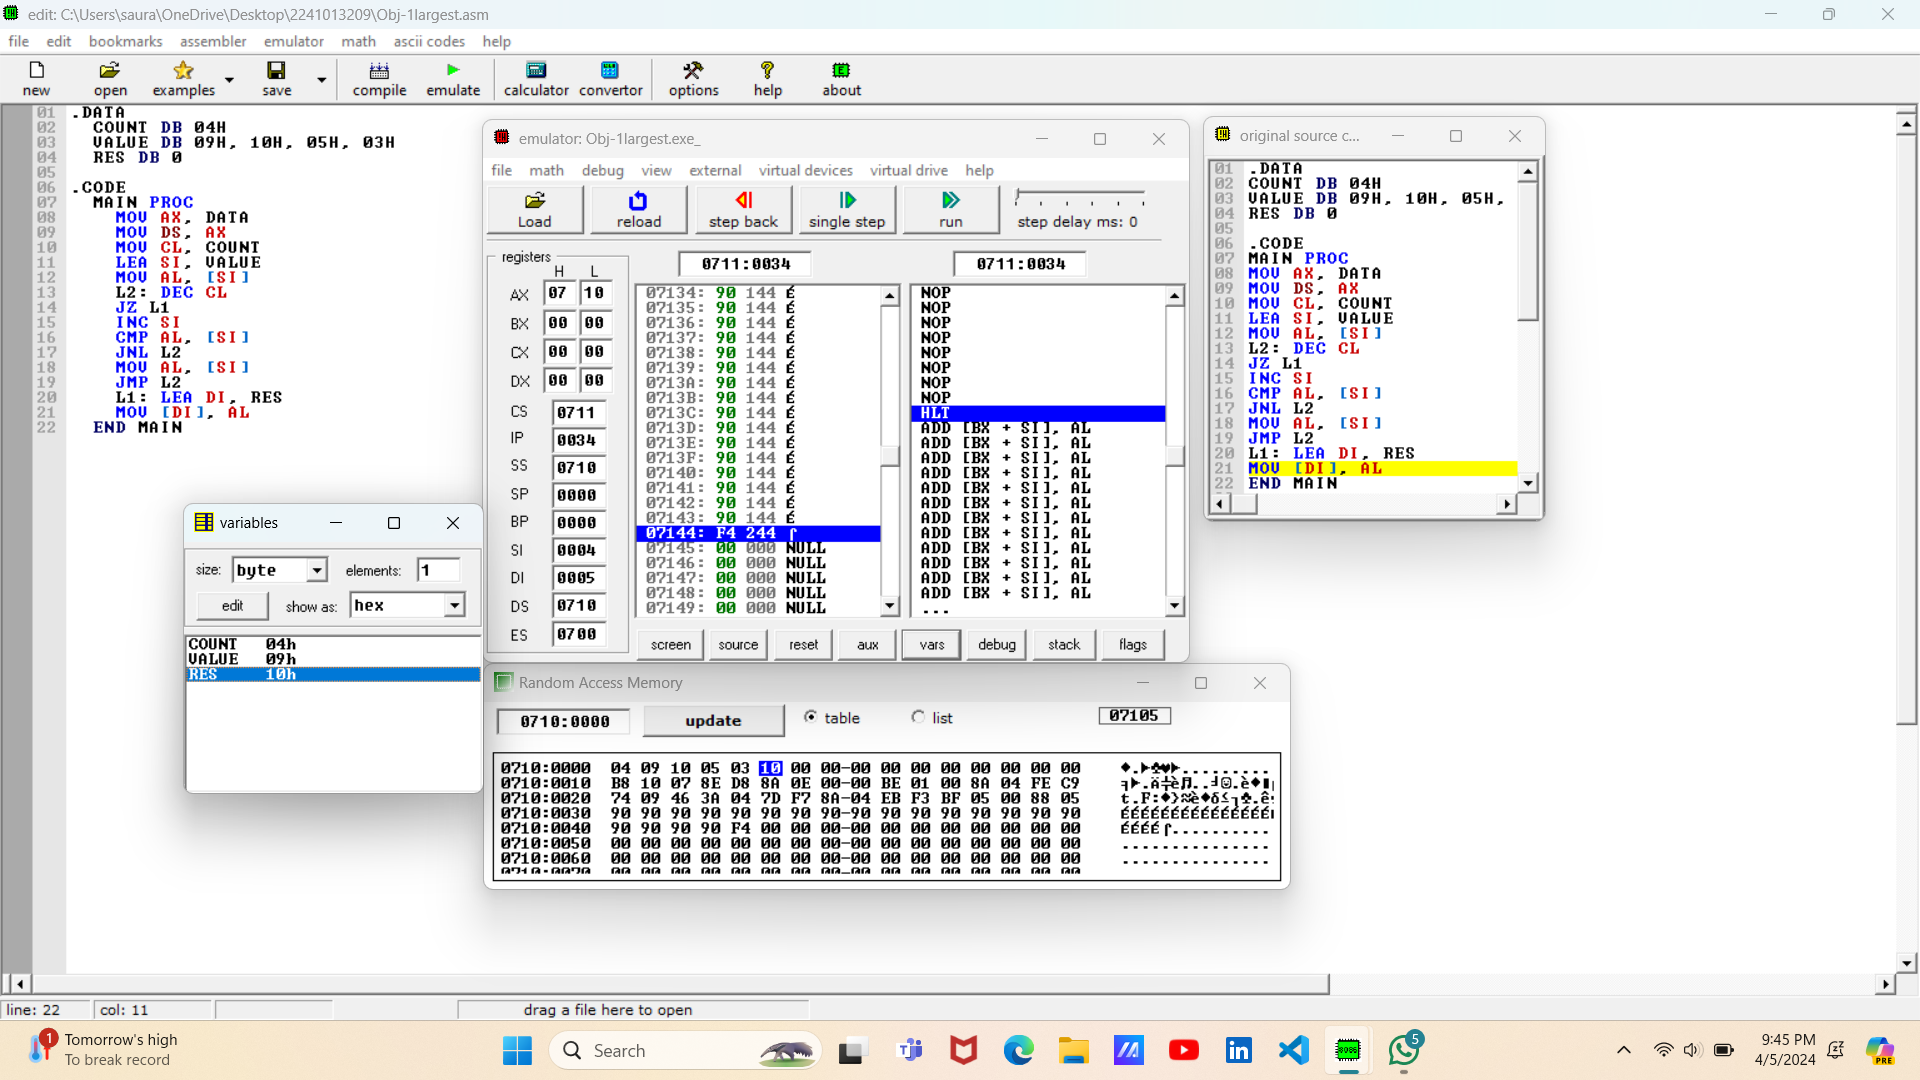 edit: C:\Users\saura\OneDrive\Desktop\2241013209\Obj-1largest.asm
file edit bookmarks assembler emulator math ascii codes help
new open examples save compile emulate calculator convertor options help about
01 .DATA
02 COUNT DB 04H
03 VALUE DB 09H, 10H, 05H, 03H
04 RES DB 0
05
06 .CODE
07 MAIN PROC
08 MOV AX, DATA
09 MOV DS, AX
10 MOV CL, COUNT
11 LEA SI, VALUE
12 MOV AL, [SI]
13 L2: DEC CL
14 JZ L1
15 INC SI
16 CMP AL, [SI]
17 JNL L2
18 MOV AL, [SI]
19 JMP L2
20 L1: LEA DI, RES
21 MOV [DI], AL
22 END MAIN
emulator: Obj-1largest.exe_
file math debug view external virtual devices virtual drive help
Load reload step back single step run step delay ms: 0
registers
H L
AX 07 10
BX 00 00
CX 00 00
DX 00 00
CS 0711
IP 0034
SS 0710
SP 0000
BP 0000
SI 0004
DI 0005
DS 0710
ES 0700
0711:0034 0711:0034
07134: 90 144 É
07135: 90 144 É
07136: 90 144 É
07137: 90 144 É
07138: 90 144 É
07139: 90 144 É
0713A: 90 144 É
0713B: 90 144 É
0713C: 90 144 É
0713D: 90 144 É
0713E: 90 144 É
0713F: 90 144 É
07140: 90 144 É
07141: 90 144 É
07142: 90 144 É
07143: 90 144 É
07144: F4 244 ⌠
07145: 00 000 NULL
07146: 00 000 NULL
07147: 00 000 NULL
07148: 00 000 NULL
07149: 00 000 NULL
NOP
NOP
NOP
NOP
NOP
NOP
NOP
NOP
HLT
ADD [BX + SI], AL
ADD [BX + SI], AL
ADD [BX + SI], AL
ADD [BX + SI], AL
ADD [BX + SI], AL
ADD [BX + SI], AL
ADD [BX + SI], AL
ADD [BX + SI], AL
ADD [BX + SI], AL
ADD [BX + SI], AL
ADD [BX + SI], AL
ADD [BX + SI], AL
...
screen source reset aux vars debug stack flags
original source c...
01 .DATA
02 COUNT DB 04H
03 VALUE DB 09H, 10H, 05H,
04 RES DB 0
05
06 .CODE
07 MAIN PROC
08 MOV AX, DATA
09 MOV DS, AX
10 MOV CL, COUNT
11 LEA SI, VALUE
12 MOV AL, [SI]
13 L2: DEC CL
14 JZ L1
15 INC SI
16 CMP AL, [SI]
17 JNL L2
18 MOV AL, [SI]
19 JMP L2
20 L1: LEA DI, RES
21 MOV [DI], AL
22 END MAIN
variables
size: byte elements: 1
edit show as: hex
COUNT 04h
VALUE 09h
RES 10h
Random Access Memory
0710:0000 update table list 07105
0710:0000 04 09 10 05 03 10 00 00-00 00 00 00 00 00 00 00
0710:0010 B8 10 07 8E D8 8A 0E 00-00 BE 01 00 8A 04 FE C9
0710:0020 74 09 46 3A 04 7D F7 8A-04 EB F3 BF 05 00 88 05
0710:0030 90 90 90 90 90 90 90 90-90 90 90 90 90 90 90 90
0710:0040 90 90 90 90 F4 00 00 00-00 00 00 00 00 00 00 00
0710:0050 00 00 00 00 00 00 00 00-00 00 00 00 00 00 00 00
0710:0060 00 00 00 00 00 00 00 00-00 00 00 00 00 00 00 00
0710:0070 00 00 00 00 00 00 00 00-00 00 00 00 00 00 00 00
line: 22 col: 11 drag a file here to open
1 Tomorrow's high
To break record
Search
5
9:45 PM
4/5/2024
PRE